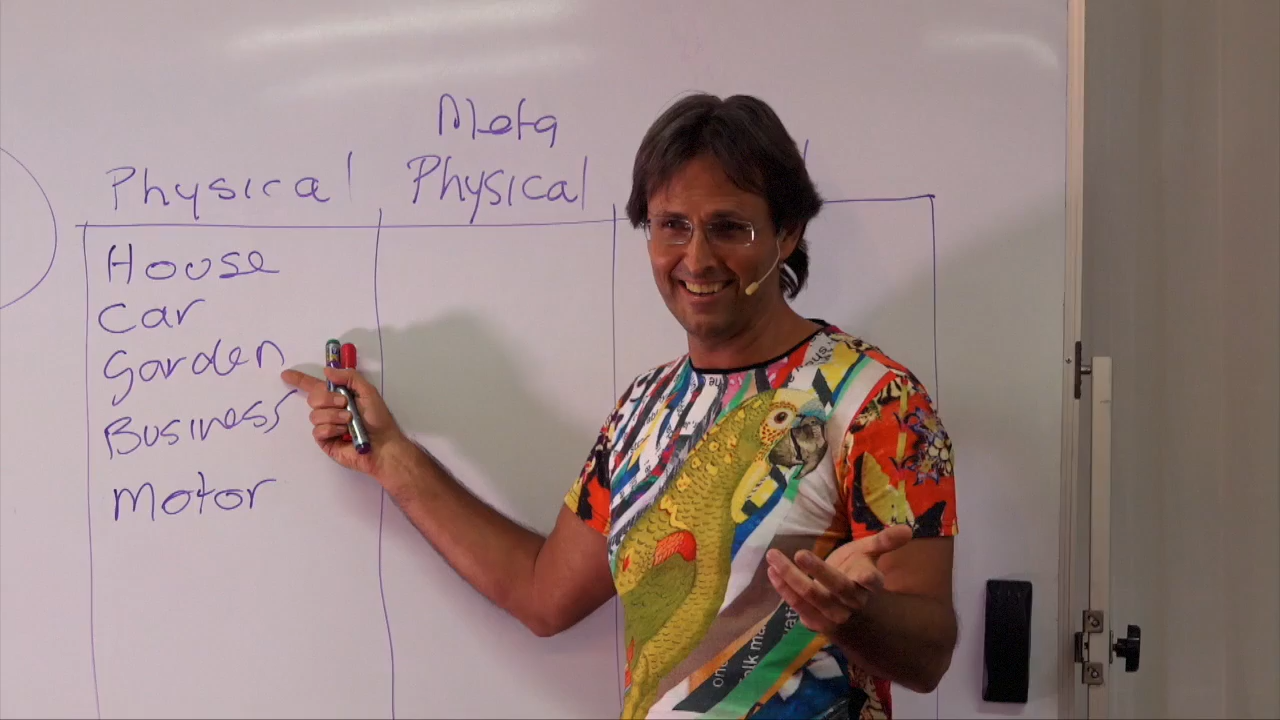 Meta
Physical Physical
House
Car
Garden
Business
Motor